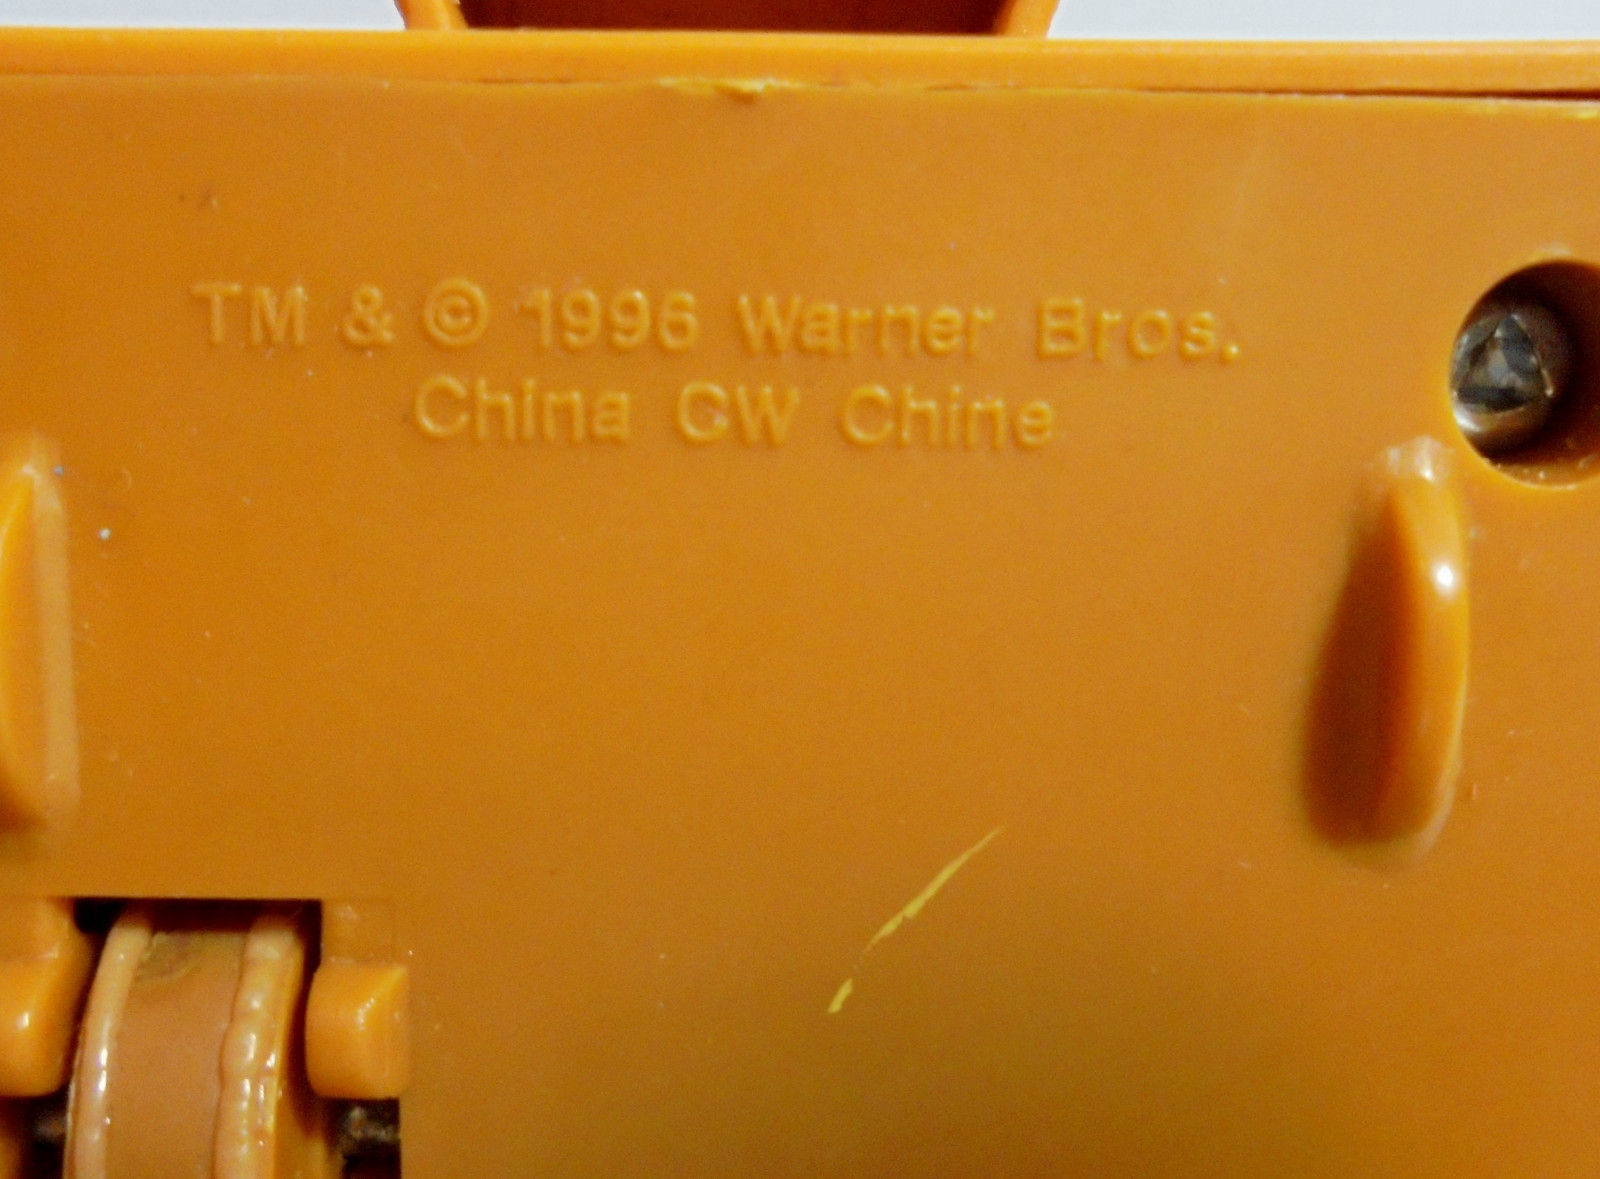 TM & © 1996 Warner Bros.
China CW Chine